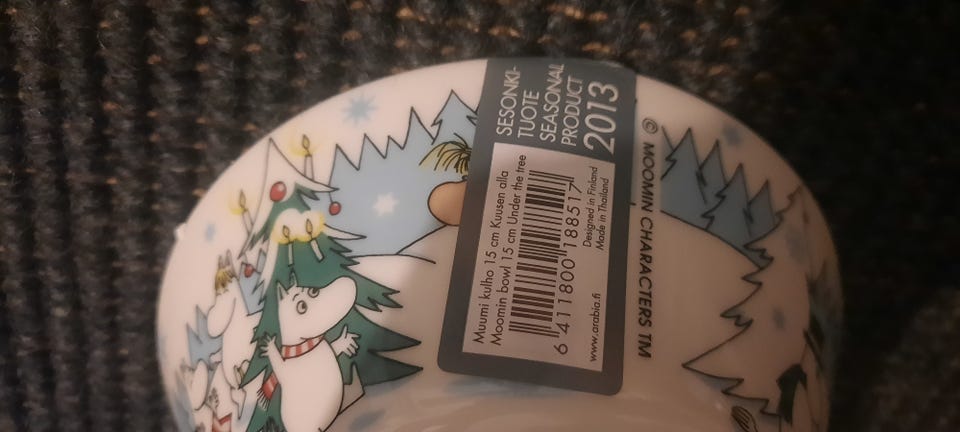 SESONKI-
TUOTE
SEASONAL
PRODUCT
2013
Muumi kulho 15 cm Kuusen alla
Moomin bowl 15 cm Under the tree
6 411800 188517
Designed in Finland
Made in Thailand
www.arabia.fi
© MOOMIN CHARACTERS TM